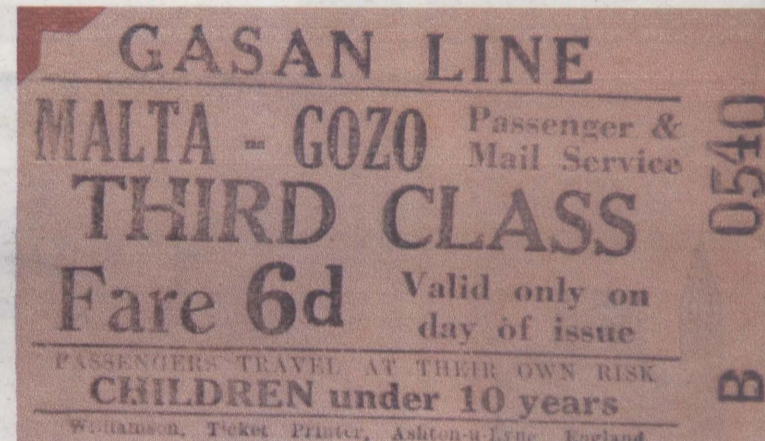 GASAN LINE
MALTA - GOZO
Passenger &
Mail Service
THIRD CLASS
Fare 6d
Valid only on
day of issue
PASSENGERS TRAVEL AT THEIR OWN RISK
CHILDREN under 10 years
Williamson, Ticket Printer, Ashton-u-Lyne England
B 0540